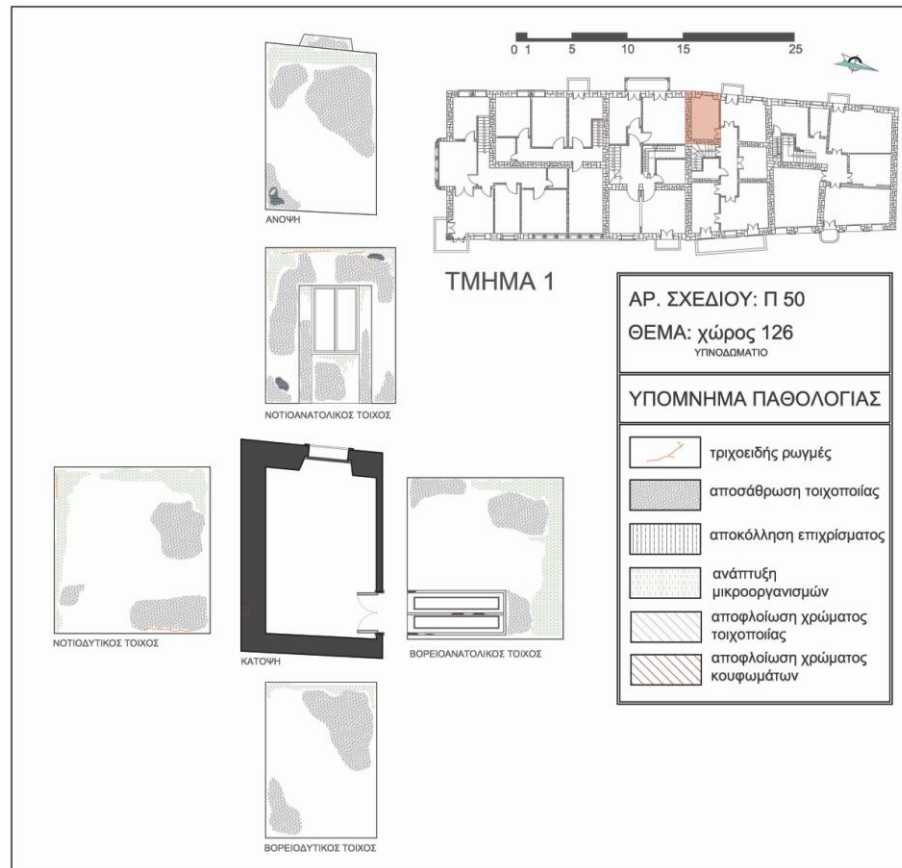 0 1 5 10 15 25
ΑΝΟΨΗ
ΤΜΗΜΑ 1
ΑΡ. ΣΧΕΔΙΟΥ: Π 50
ΘΕΜΑ: χώρος 126
ΥΠΝΟΔΩΜΑΤΙΟ
ΥΠΟΜΝΗΜΑ ΠΑΘΟΛΟΓΙΑΣ
τριχοειδής ρωγμές
αποσάθρωση τοιχοποιίας
αποκόλληση επιχρίσματος
ανάπτυξη
μικροοργανισμών
αποφλοίωση χρώματος
τοιχοποιίας
αποφλοίωση χρώματος
κουφωμάτων
ΝΟΤΙΟΑΝΑΤΟΛΙΚΟΣ ΤΟΙΧΟΣ
ΝΟΤΙΟΔΥΤΙΚΟΣ ΤΟΙΧΟΣ
ΚΑΤΟΨΗ
ΒΟΡΕΙΟΑΝΑΤΟΛΙΚΟΣ ΤΟΙΧΟΣ
ΒΟΡΕΙΟΔΥΤΙΚΟΣ ΤΟΙΧΟΣ